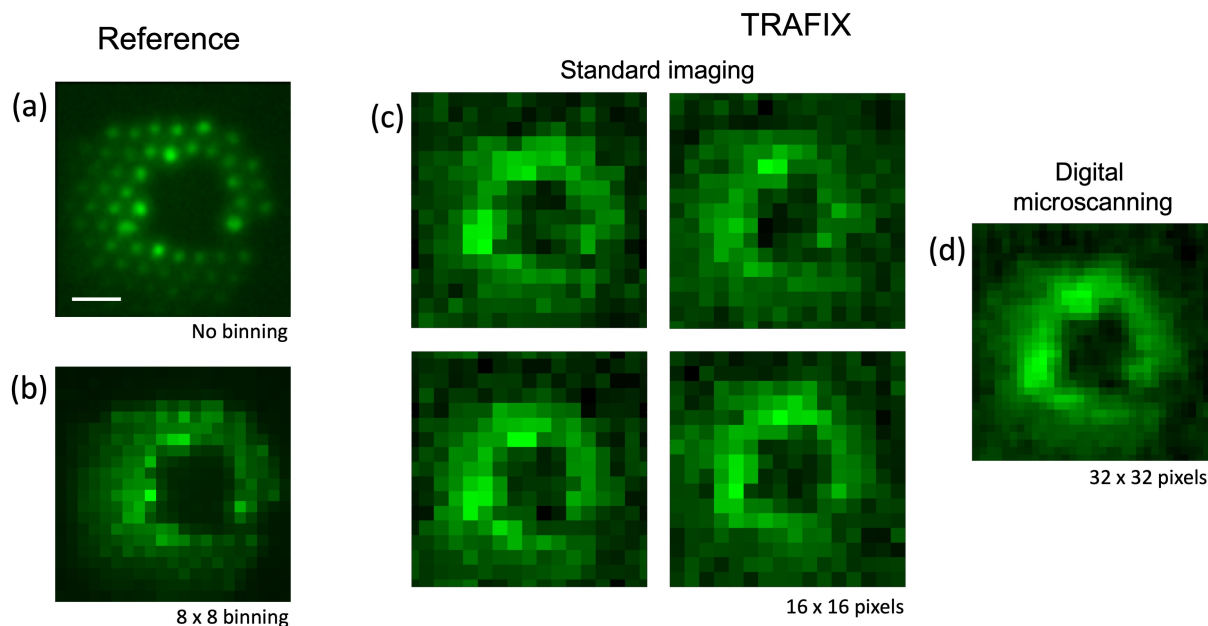 Reference
TRAFIX
Standard imaging
(a)
(c)
No binning
Digital
microscanning
(d)
(b)
32 x 32 pixels
8 x 8 binning
16 x 16 pixels